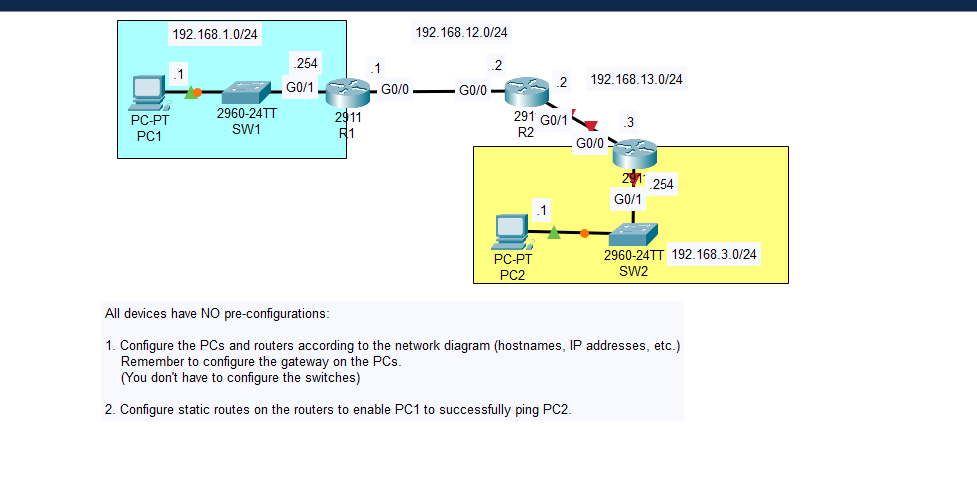 192.168.1.0/24
192.168.12.0/24
.254
.1
.2
.1
.2
192.168.13.0/24
G0/1
G0/0
G0/0
PC-PT
PC1
2960-24TT
SW1
2911
R1
291
R2
G0/1
.3
G0/0
291
.254
G0/1
.1
PC-PT
PC2
2960-24TT
SW2
192.168.3.0/24
All devices have NO pre-configurations:
1. Configure the PCs and routers according to the network diagram (hostnames, IP addresses, etc.)
Remember to configure the gateway on the PCs.
(You don't have to configure the switches)
2. Configure static routes on the routers to enable PC1 to successfully ping PC2.